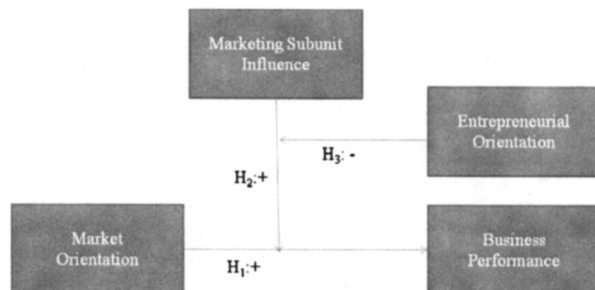 Marketing Subunit
Influence
Entrepreneurial
Orientation
H₃: -
H₂:+
Market
Orientation
H₁:+
Business
Performance